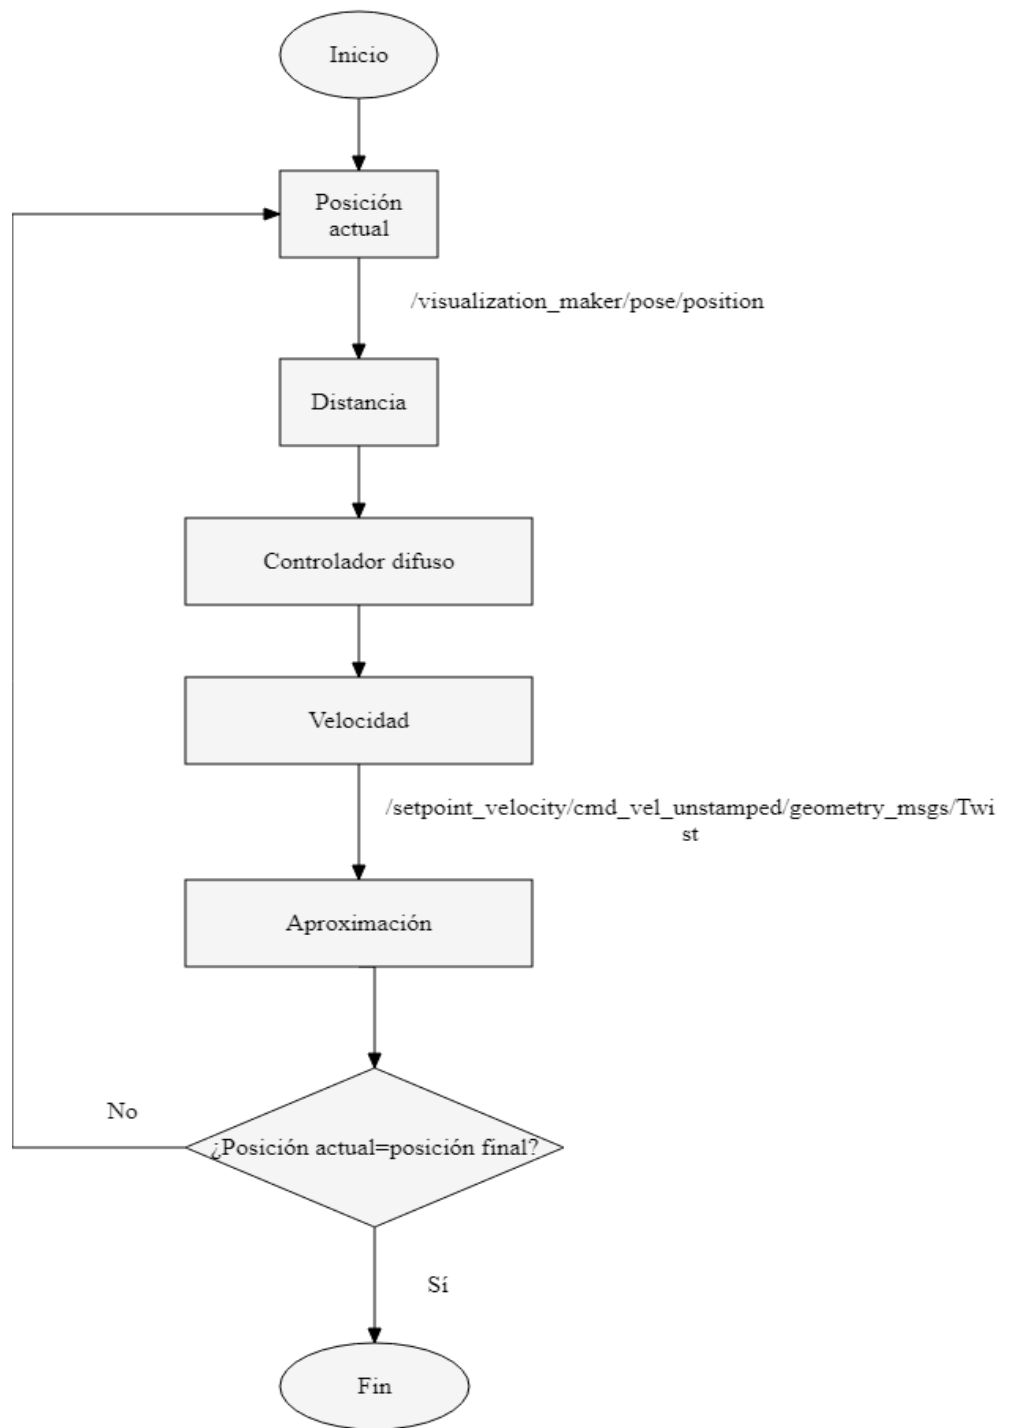 Inicio
Posición
actual
/visualization_maker/pose/position
Distancia
Controlador difuso
Velocidad
/setpoint_velocity/cmd_vel_unstamped/geometry_msgs/Twi
st
Aproximación
No
¿Posición actual=posición final?
Sí
Fin